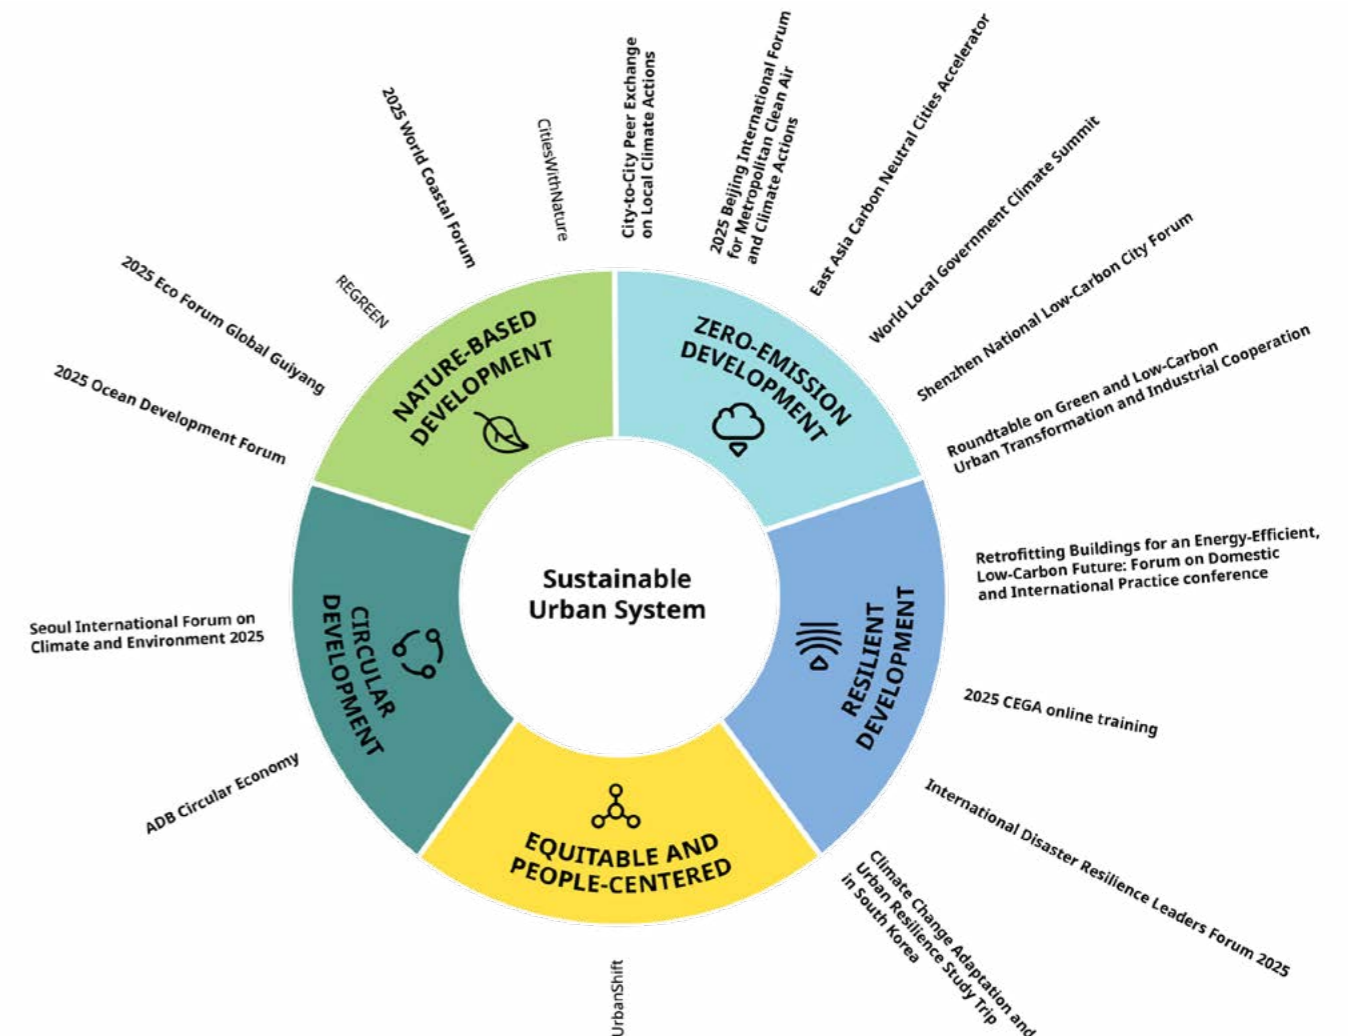 City-to-City Peer Exchange
on Local Climate Actions
2025 Beijing International Forum
for Metropolitan Clean Air
and Climate Actions
East Asia Carbon Neutral Cities Accelerator
World Local Government Climate Summit
Shenzhen National Low-Carbon City Forum
Roundtable on Green and Low-Carbon
Urban Transformation and Industrial Cooperation
Retrofitting Buildings for an Energy-Efficient,
Low-Carbon Future: Forum on Domestic
and International Practice conference
2025 CEGA online training
International Disaster Resilience Leaders Forum 2025
Climate Change Adaptation and
Urban Resilience Study Trip
in South Korea
UrbanShift
ADB Circular Economy
Seoul International Forum on
Climate and Environment 2025
2025 Ocean Development Forum
2025 Eco Forum Global Guiyang
REGREEN
2025 World Coastal Forum
CitiesWithNature
NATURE-BASED
DEVELOPMENT
ZERO-EMISSION
DEVELOPMENT
RESILIENT
DEVELOPMENT
EQUITABLE AND
PEOPLE-CENTERED
CIRCULAR
DEVELOPMENT
Sustainable
Urban System